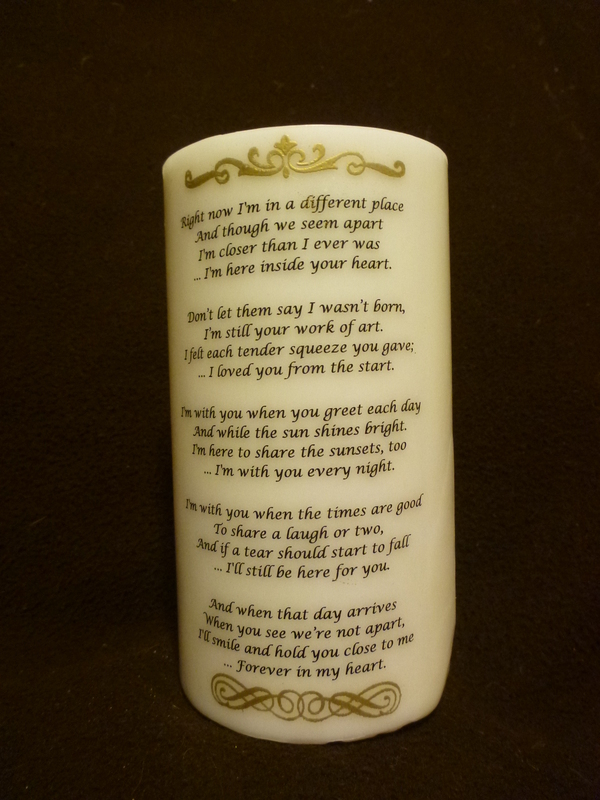 Right now I'm in a different place
And though we seem apart
I'm closer than I ever was
... I'm here inside your heart.
Don't let them say I wasn't born,
I'm still your work of art.
I felt each tender squeeze you gave;
... I loved you from the start.
I'm with you when you greet each day
And while the sun shines bright.
I'm here to share the sunsets, too
... I'm with you every night.
I'm with you when the times are good
To share a laugh or two,
And if a tear should start to fall
... I'll still be here for you.
And when that day arrives
When you see we're not apart,
I'll smile and hold you close to me
... Forever in my heart.